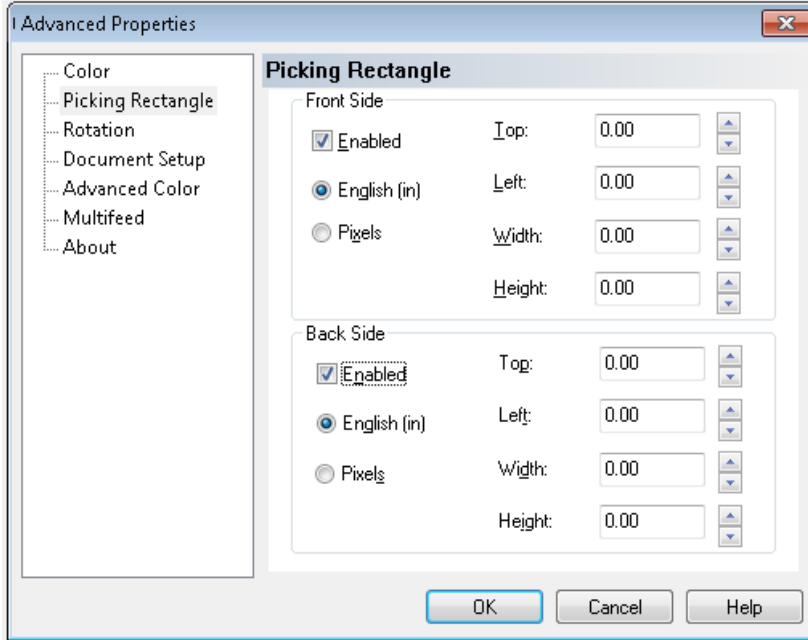 Advanced Properties
Color
Picking Rectangle
Rotation
Document Setup
Advanced Color
Multifeed
About
Picking Rectangle
Front Side
Enabled
English (in)
Pixels
Top: 0.00
Left: 0.00
Width: 0.00
Height: 0.00
Back Side
Enabled
English (in)
Pixels
Top: 0.00
Left: 0.00
Width: 0.00
Height: 0.00
OK Cancel Help